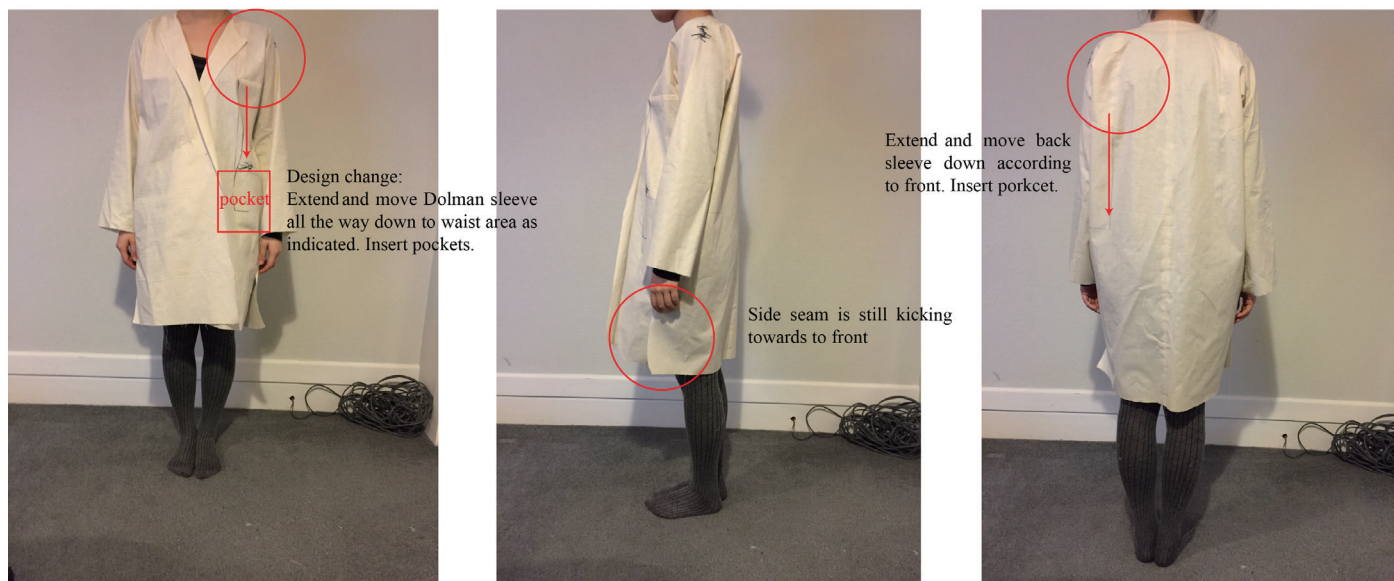 pocket
Design change:
Extend and move Dolman sleeve
all the way down to waist area as
indicated. Insert pockets.
Side seam is still kicking
towards to front
Extend and move back
sleeve down according
to front. Insert porkcet.